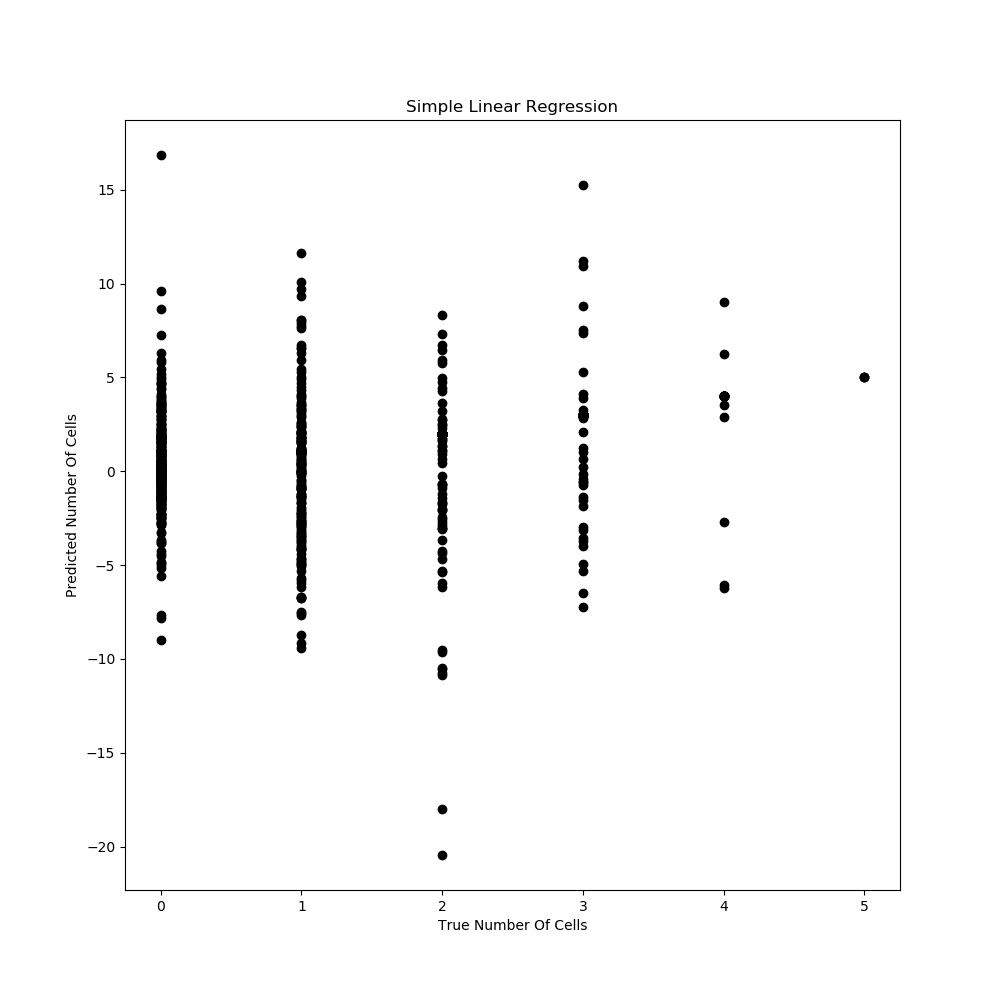 Simple Linear Regression
15
10
5
0
−5
−10
−15
−20
Predicted Number Of Cells
0 1 2 3 4 5
True Number Of Cells